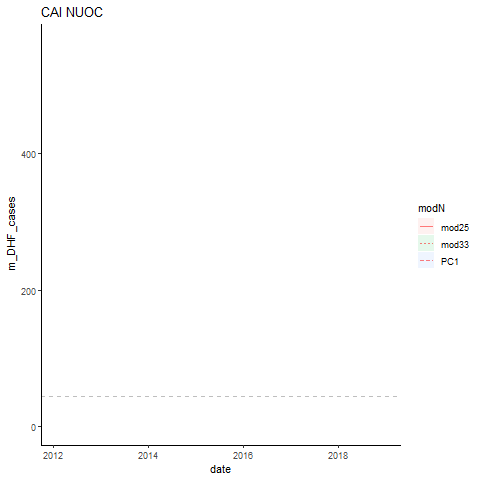 CAI NUOC
400
200
0
m_DHF_cases
2012
2014
2016
2018
date
modN
mod25
mod33
PC1